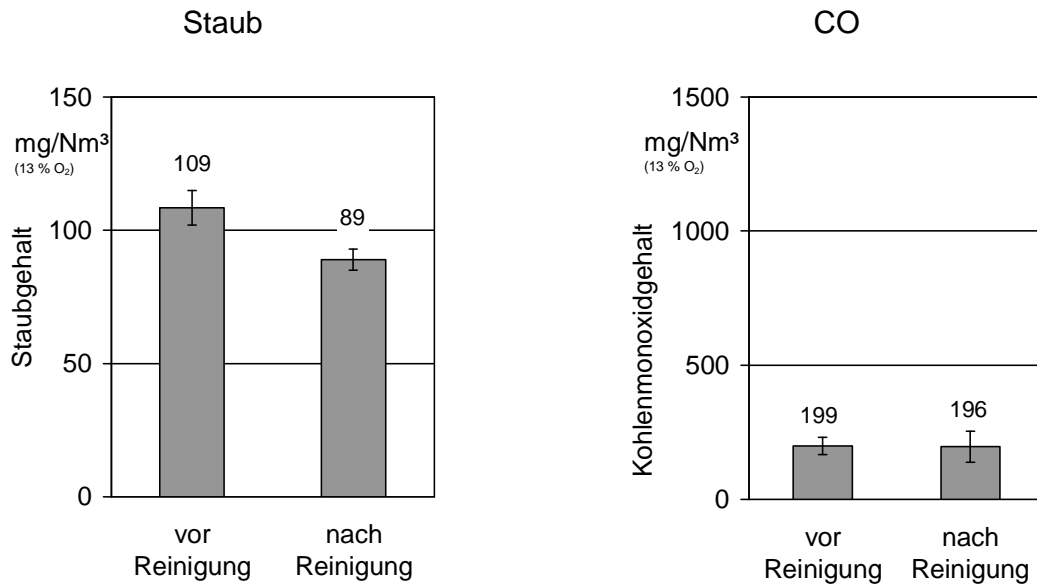 Staub
150
mg/Nm³
(13 % O₂)
109
100
89
50
0
Staubgehalt
vor
Reinigung
nach
Reinigung
CO
1500
mg/Nm³
(13 % O₂)
1000
500
199
196
0
Kohlenmonoxidgehalt
vor
Reinigung
nach
Reinigung